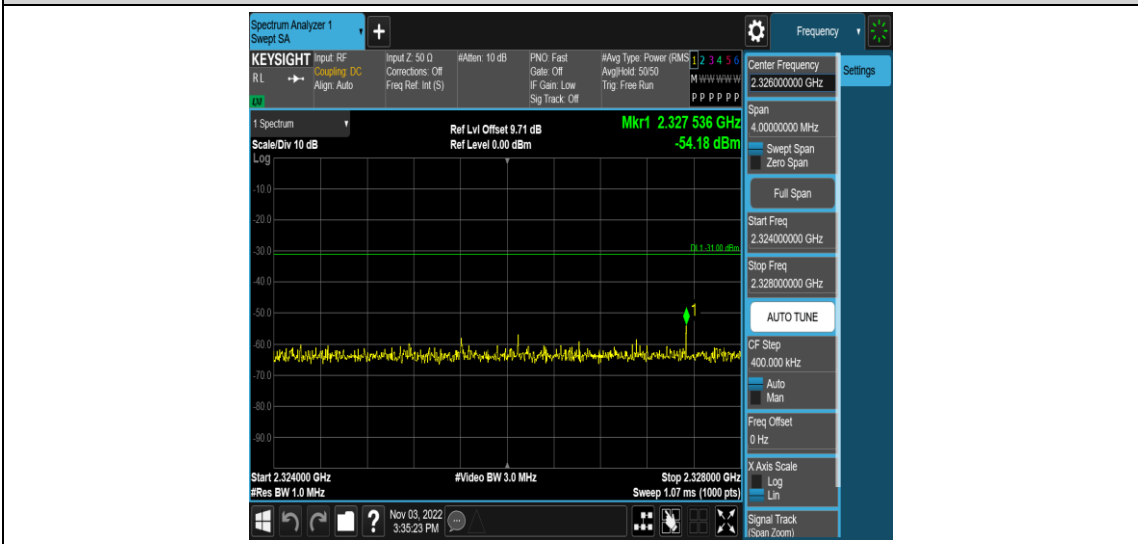 Spectrum Analyzer 1
Swept SA
+
Frequency
KEYSIGHT
RL
LXI
Input: RF
Coupling: DC
Align: Auto
Input Z: 50 Ω
Corrections: Off
Freq Ref: Int (S)
#Atten: 10 dB
PNO: Fast
Gate: Off
IF Gain: Low
Sig Track: Off
#Avg Type: Power (RMS
Avg|Hold: 50/50
Trig: Free Run
1 2 3 4 5 6
M W W W W W
P P P P P P
Center Frequency
2.326000000 GHz
Settings
Span
4.00000000 MHz
Swept Span
Zero Span
Full Span
Start Freq
2.324000000 GHz
Stop Freq
2.328000000 GHz
AUTO TUNE
CF Step
400.000 kHz
Auto
Man
Freq Offset
0 Hz
X Axis Scale
Log
Lin
Signal Track
(Span Zoom)
1 Spectrum
Scale/Div 10 dB
Log
Ref Lvl Offset 9.71 dB
Ref Level 0.00 dBm
Mkr1 2.327 536 GHz
-54.18 dBm
-10.0
-20.0
-30.0
DL1 -31.00 dBm
-40.0
-50.0
1
-60.0
-70.0
-80.0
-90.0
Start 2.324000 GHz
#Res BW 1.0 MHz
#Video BW 3.0 MHz
Stop 2.328000 GHz
Sweep 1.07 ms (1000 pts)
?
Nov 03, 2022
3:35:23 PM